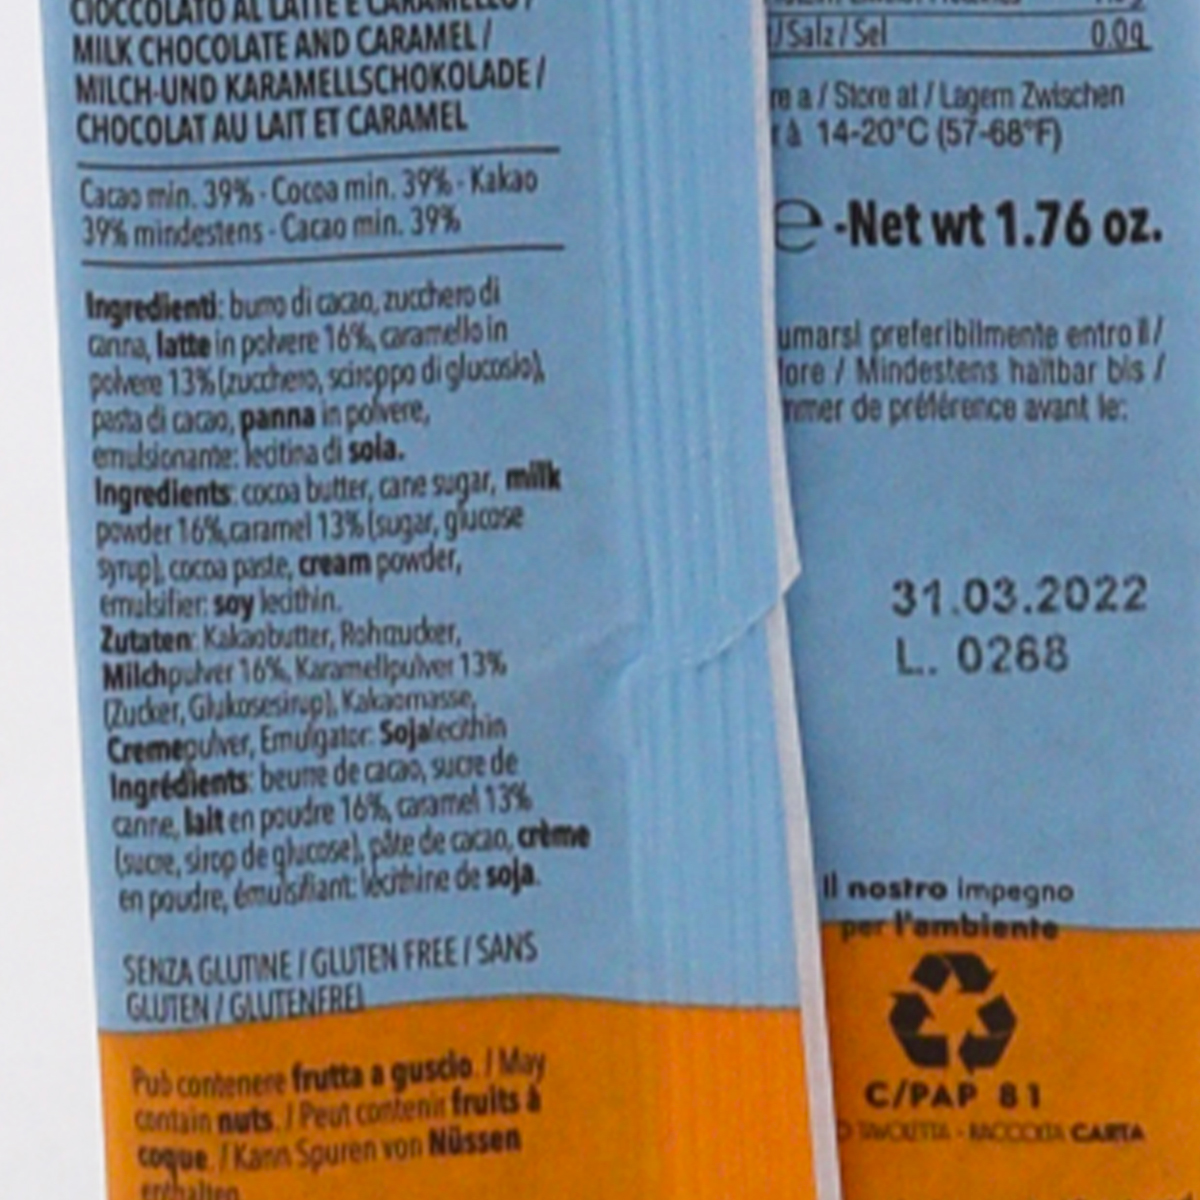 CIOCCOLATO AL LATTE E CARAMELLO /
MILK CHOCOLATE AND CARAMEL /
MILCH-UND KARAMELLSCHOKOLADE /
CHOCOLAT AU LAIT ET CARAMEL
Cacao min. 39% - Cocoa min. 39% - Kakao
39% mindestens - Cacao min. 39%
Ingredienti: burro di cacao, zucchero di
canna, latte in polvere 16%, caramello in
polvere 13% (zucchero, sciroppo di glucosio),
pasta di cacao, panna in polvere,
emulsionante: lecitina di soia.
Ingredients: cocoa butter, cane sugar, milk
powder 16%,caramel 13% (sugar, glucose
syrup), cocoa paste, cream powder,
emulsifier: soy lecithin.
Zutaten: Kakaobutter, Rohrzucker,
Milchpulver 16%, Karamellpulver 13%
(Zucker, Glukosesirup), Kakaomasse,
Cremepulver, Emulgator: Sojalecithin
Ingrédients: beurre de cacao, sucre de
canne, lait en poudre 16%, caramel 13%
(sucre, sirop de glucose), pâte de cacao, crème
en poudre, émulsifiant: lécithine de soja.
SENZA GLUTINE / GLUTEN FREE / SANS
GLUTEN / GLUTENFREI
Può contenere frutta a guscio. / May
contain nuts. / Peut contenir fruits à
coque. / Kann Spuren von Nüssen
enthalten
/ Salz / Sel 0.0g
re a / Store at / Lagern Zwischen
à 14-20°C (57-68°F)
e -Net wt 1.76 oz.
umarsi preferibilmente entro il /
fore / Mindestens haltbar bis /
mmer de préférence avant le:
31.03.2022
L. 0268
Il nostro impegno
per l'ambiente
C/PAP 81
TAVOLETTA - RACCOLTA CARTA